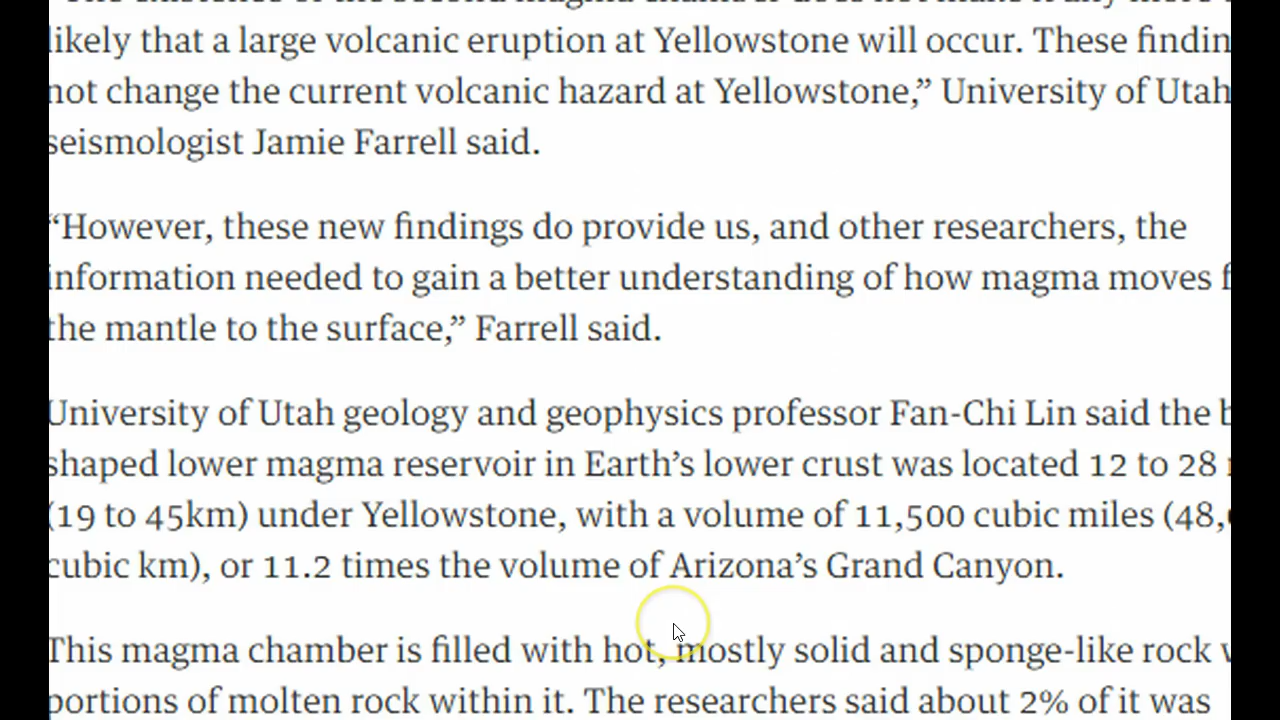 likely that a large volcanic eruption at Yellowstone will occur. These findin
not change the current volcanic hazard at Yellowstone,” University of Utah
seismologist Jamie Farrell said.
“However, these new findings do provide us, and other researchers, the
information needed to gain a better understanding of how magma moves f
the mantle to the surface,” Farrell said.
University of Utah geology and geophysics professor Fan-Chi Lin said the b
shaped lower magma reservoir in Earth’s lower crust was located 12 to 28
(19 to 45km) under Yellowstone, with a volume of 11,500 cubic miles (48,
cubic km), or 11.2 times the volume of Arizona’s Grand Canyon.
This magma chamber is filled with hot, mostly solid and sponge-like rock
portions of molten rock within it. The researchers said about 2% of it was